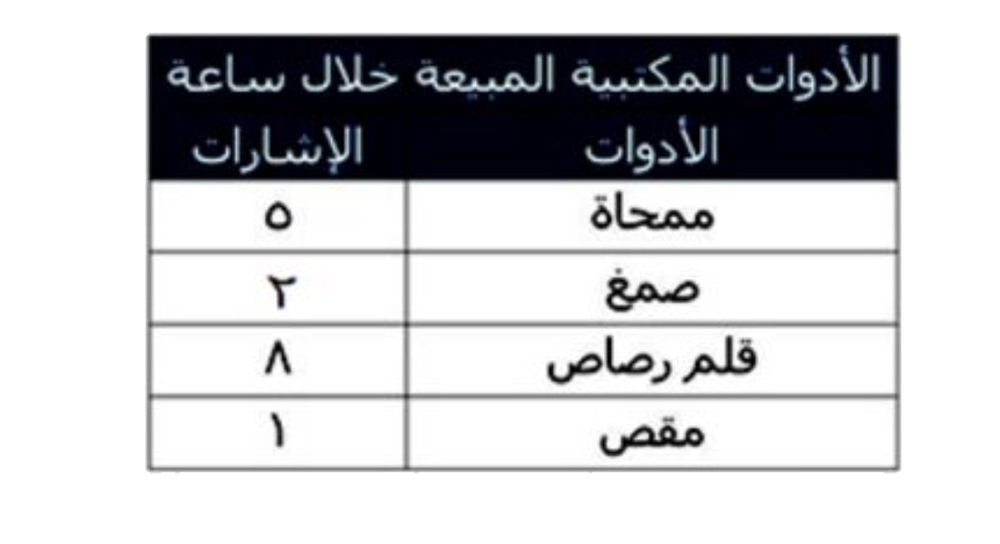 الأدوات المكتبية المبيعة خلال ساعة
الأدوات الإشارات
ممحاة ٥
صمغ ٢
قلم رصاص ٨
مقص ١